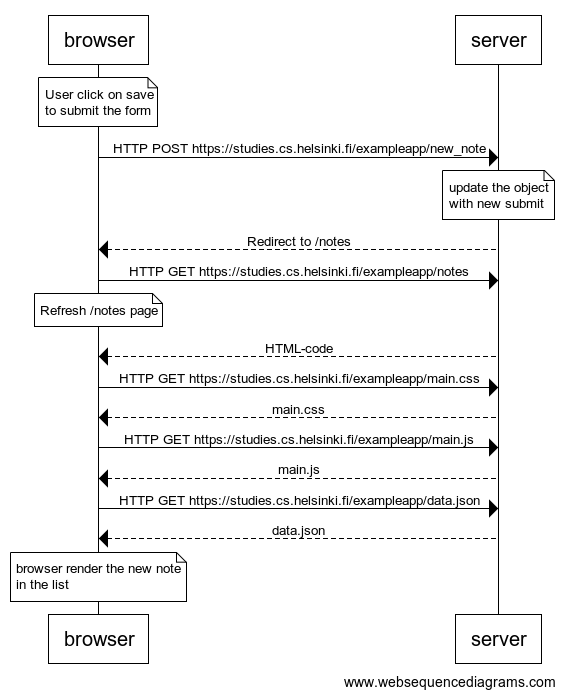 browser
server
User click on save
to submit the form
HTTP POST https://studies.cs.helsinki.fi/exampleapp/new_note
update the object
with new submit
Redirect to /notes
HTTP GET https://studies.cs.helsinki.fi/exampleapp/notes
Refresh /notes page
HTML-code
HTTP GET https://studies.cs.helsinki.fi/exampleapp/main.css
main.css
HTTP GET https://studies.cs.helsinki.fi/exampleapp/main.js
main.js
HTTP GET https://studies.cs.helsinki.fi/exampleapp/data.json
data.json
browser render the new note
in the list
browser
server
www.websequencediagrams.com